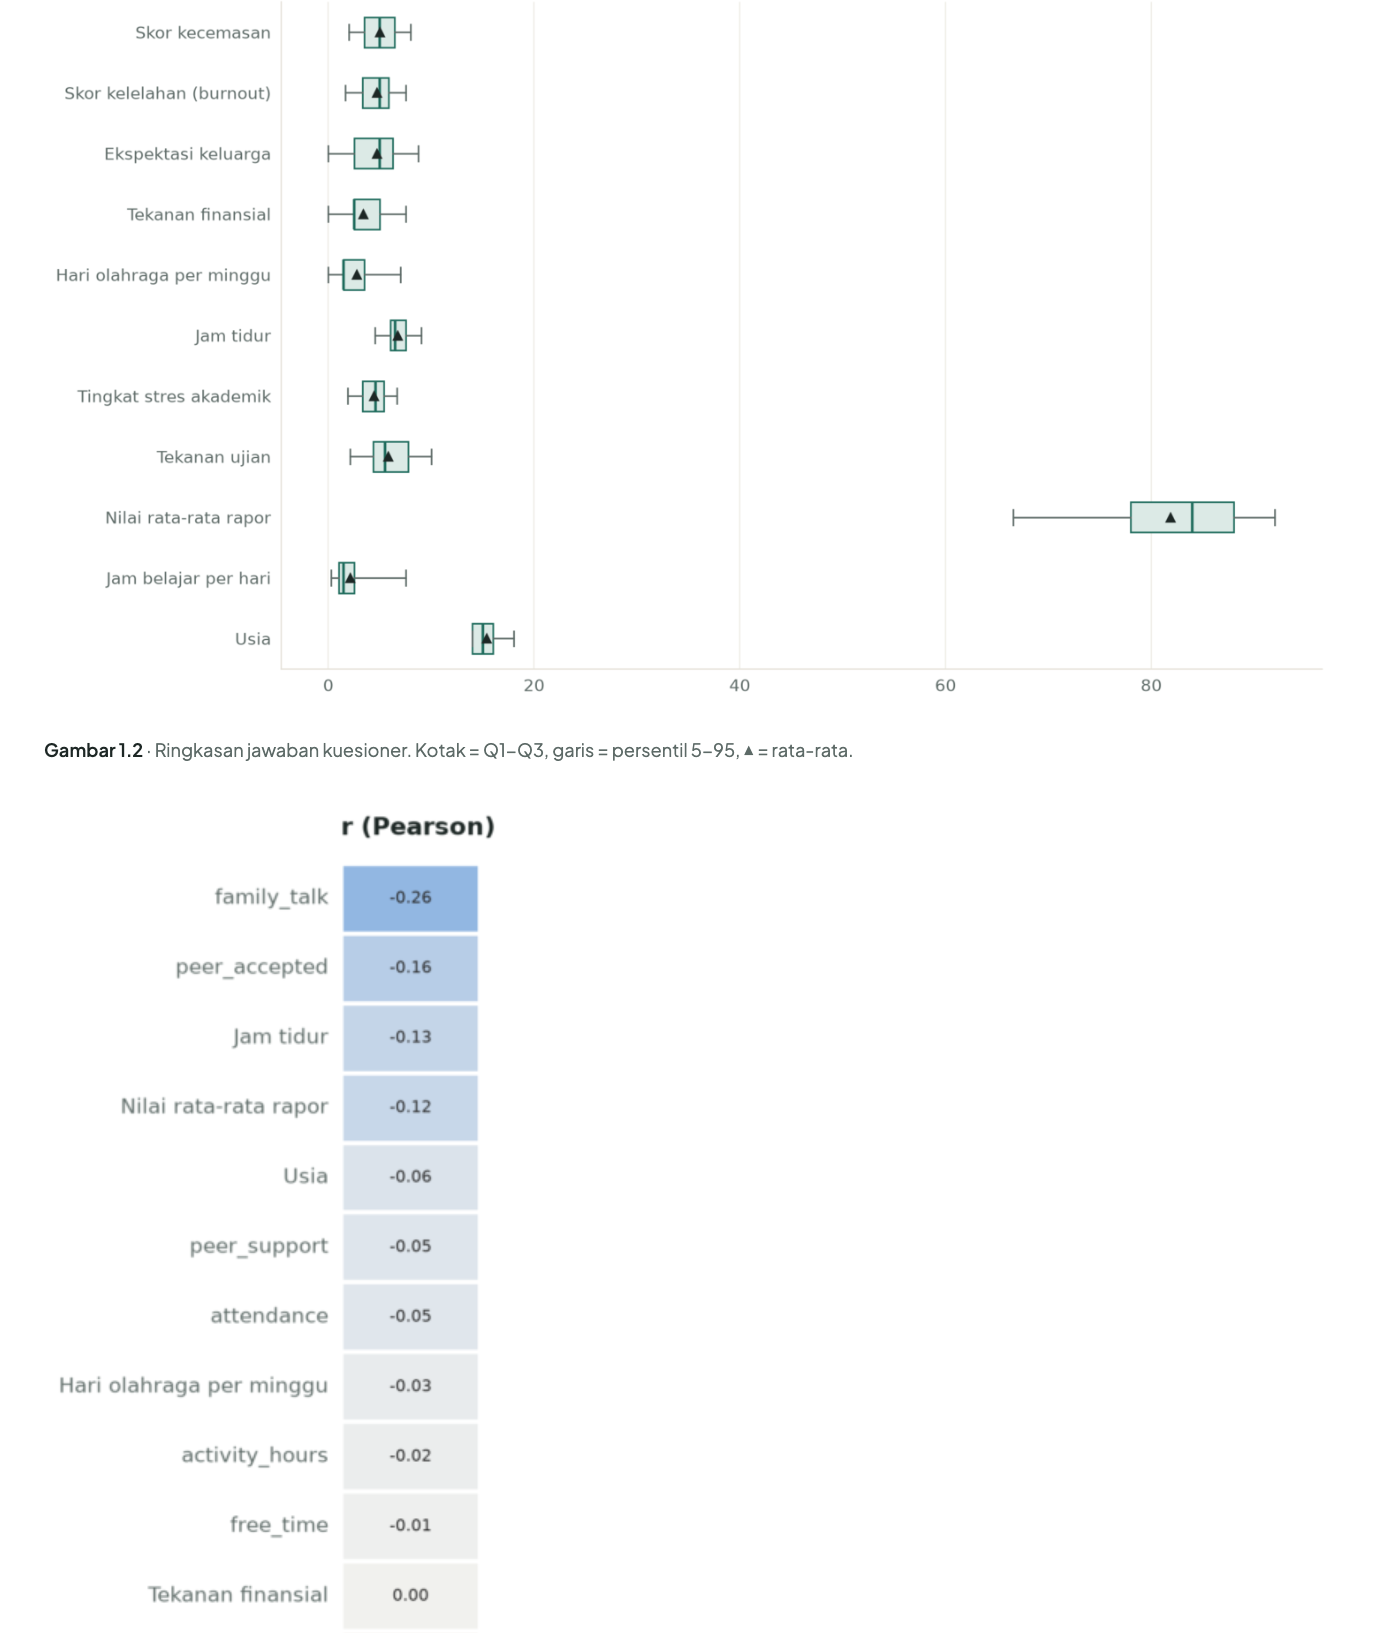 Skor kecemasan
Skor kelelahan (burnout)
Ekspektasi keluarga
Tekanan finansial
Hari olahraga per minggu
Jam tidur
Tingkat stres akademik
Tekanan ujian
Nilai rata-rata rapor
Jam belajar per hari
Usia
0 20 40 60 80
Gambar 1.2 · Ringkasan jawaban kuesioner. Kotak = Q1–Q3, garis = persentil 5–95, ▲ = rata-rata.
r (Pearson)
family_talk -0.26
peer_accepted -0.16
Jam tidur -0.13
Nilai rata-rata rapor -0.12
Usia -0.06
peer_support -0.05
attendance -0.05
Hari olahraga per minggu -0.03
activity_hours -0.02
free_time -0.01
Tekanan finansial 0.00